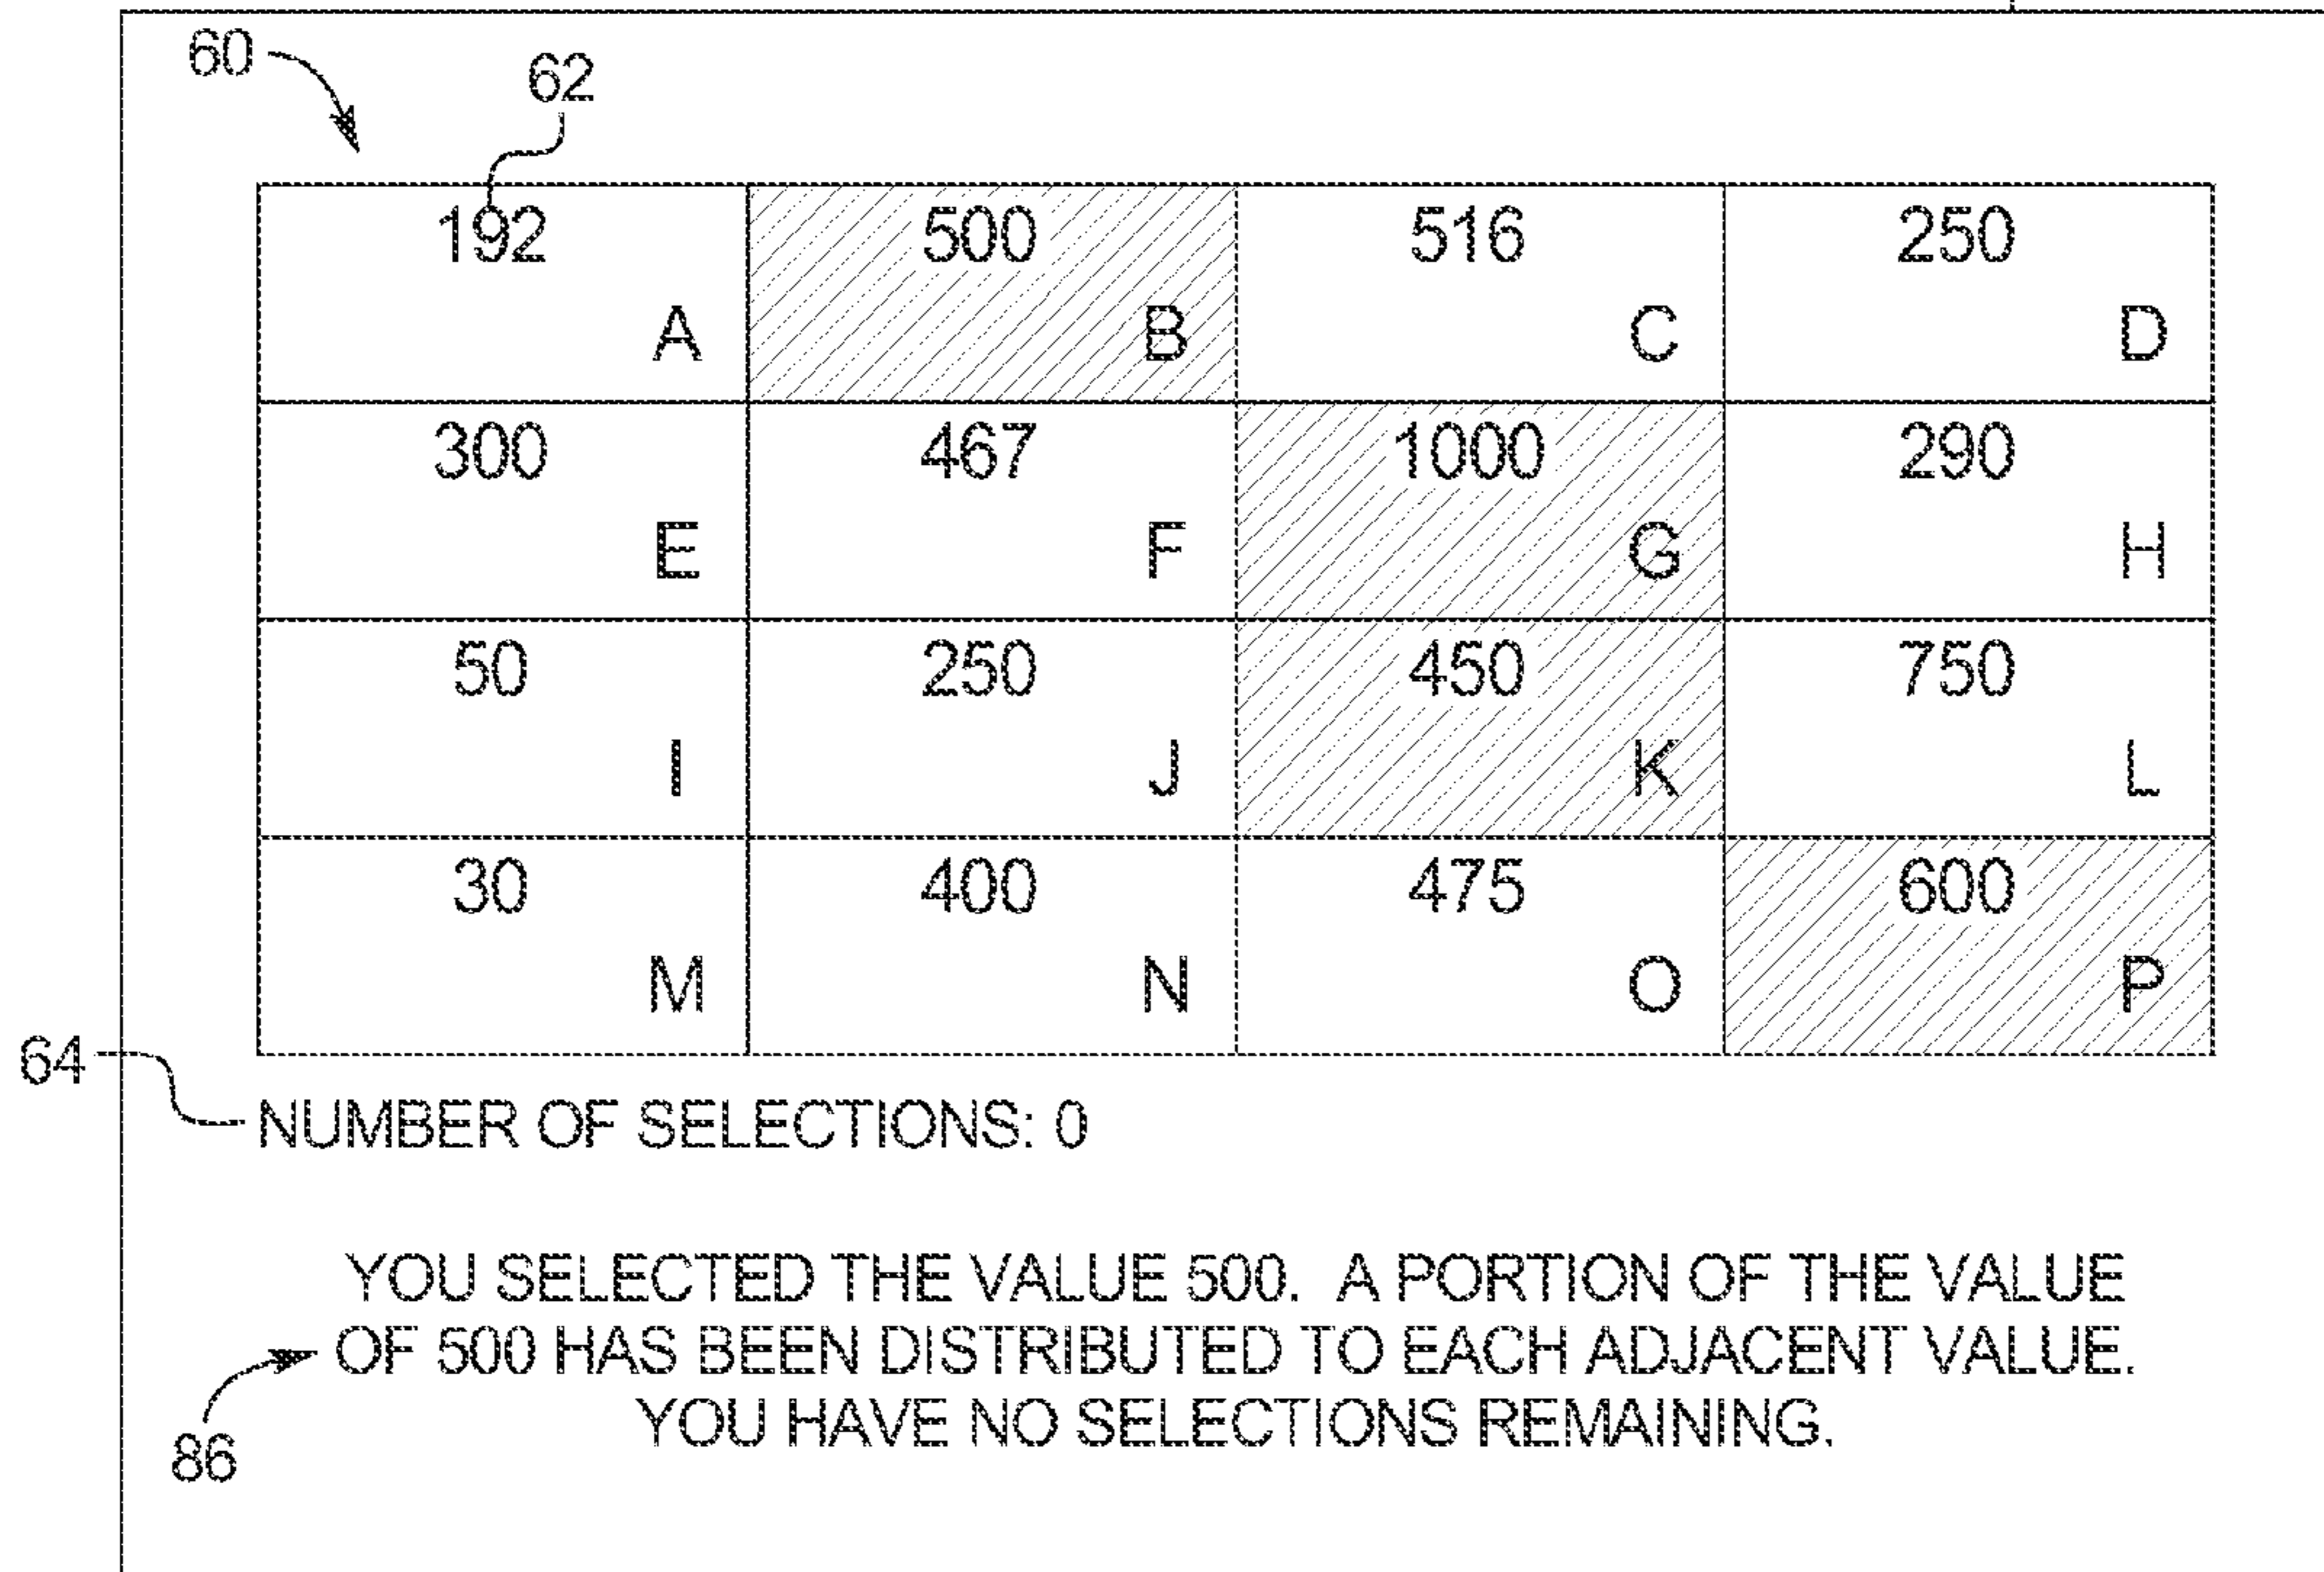 60
62
192 500 516 250
A B C D
300 467 1000 290
E F G H
50 250 450 750
I J K L
30 400 475 600
M N O P
64
NUMBER OF SELECTIONS: 0
YOU SELECTED THE VALUE 500. A PORTION OF THE VALUE
OF 500 HAS BEEN DISTRIBUTED TO EACH ADJACENT VALUE.
YOU HAVE NO SELECTIONS REMAINING.
86